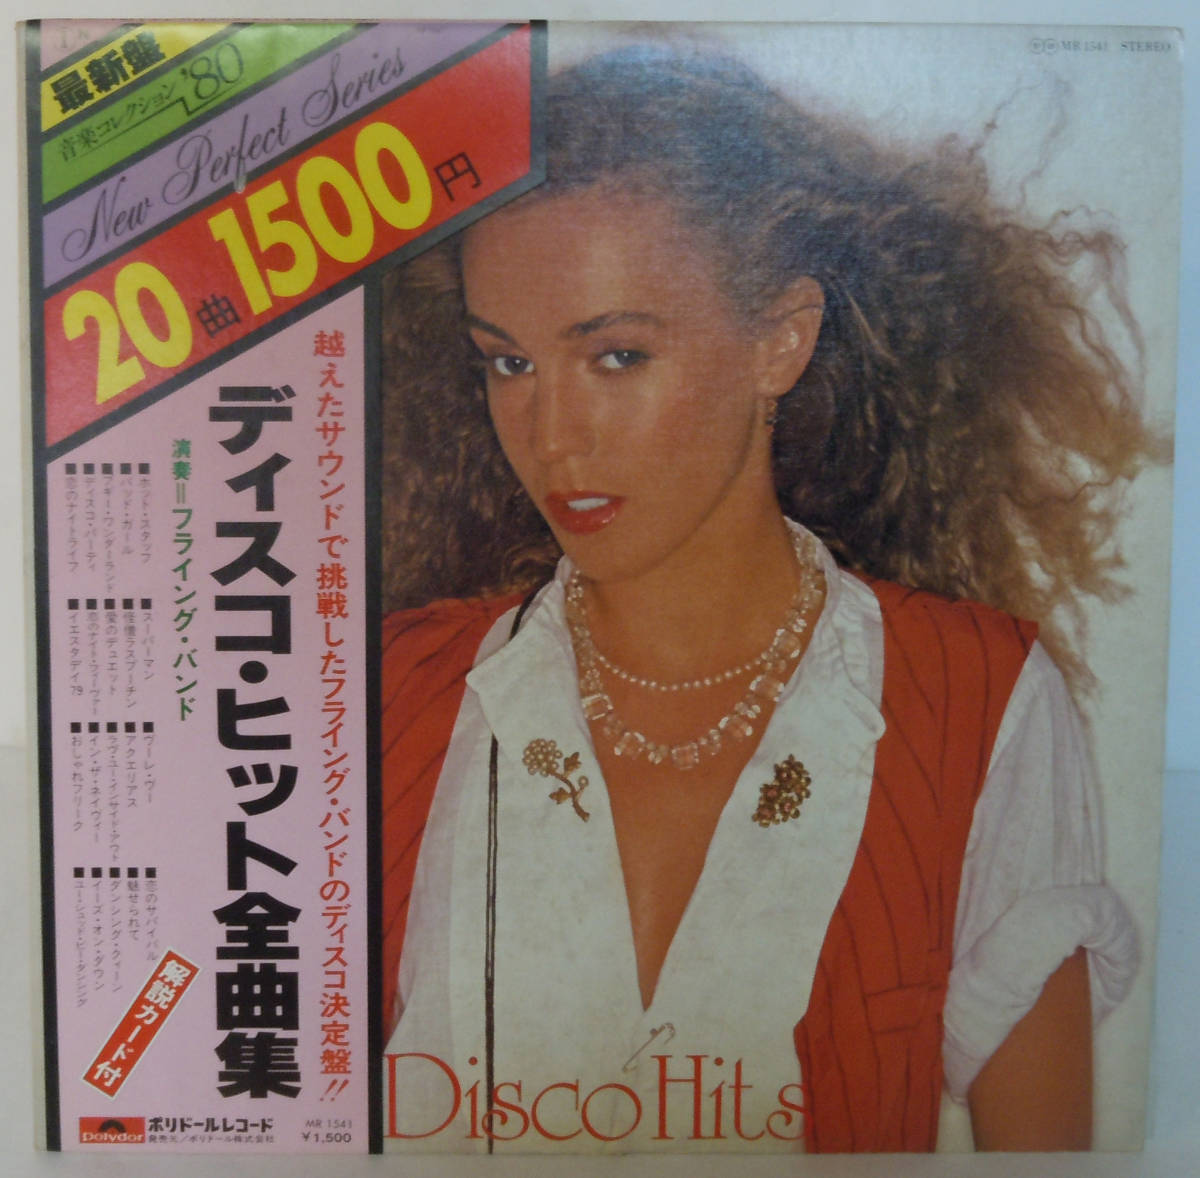 最新盤
音楽コレクション'80
New Perfect Series
20曲1500円
ⓅⓒMR 1541 STEREO
越えたサウンドで挑戦したフライング・バンドのディスコ決定盤!!
ディスコ・ヒット全曲集
演奏=フライング・バンド
■ホット・スタッフ
■バッド・ガール
■ブギー・ワンダーランド
■ディスコ・パーティ
■恋のナイトライフ
■スーパーマン
■怪僧ラスプーチン
■愛のデュエット
■恋のナイト・フィーヴァー
■イエスタデイ'79
■ヴーレ・ヴー
■アクエリアス
■ラヴ・ユー・インサイド・アウト
■イン・ザ・ネイヴィー
■おしゃれフリーク
■恋のサバイバル
■魅せられて
■ダンシング・クィーン
■イーズ・オン・ダウン
■ユー・シュッド・ビー・ダンシング
解説カード付
Polydor
ポリドールレコード
発売元/ポリドール株式会社
MR 1541
¥1,500
Disco Hits